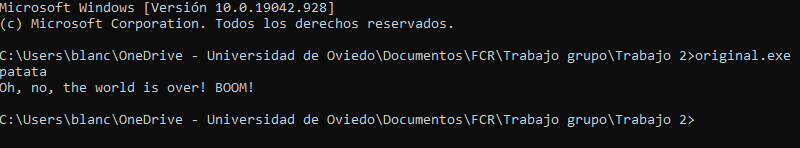 Microsoft Windows [Versión 10.0.19042.928]
(c) Microsoft Corporation. Todos los derechos reservados.
C:\Users\blanc\OneDrive - Universidad de Oviedo\Documentos\FCR\Trabajo grupo\Trabajo 2>original.exe
patata
Oh, no, the world is over! BOOM!
C:\Users\blanc\OneDrive - Universidad de Oviedo\Documentos\FCR\Trabajo grupo\Trabajo 2>